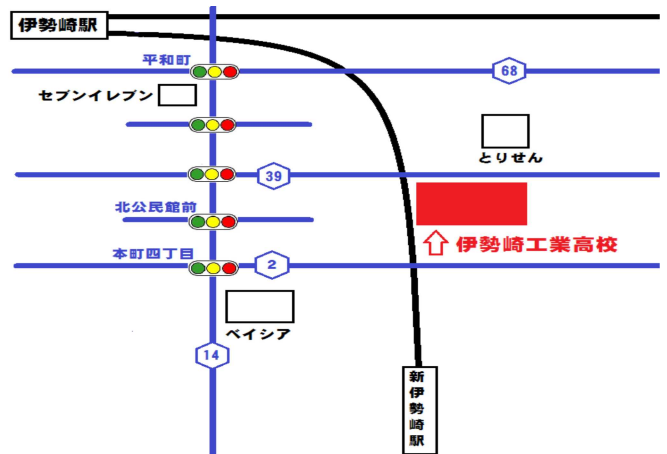 伊勢崎駅
平和町
68
セブンイレブン
とりせん
39
北公民館前
伊勢崎工業高校
本町四丁目
2
ベイシア
14
新伊勢崎駅